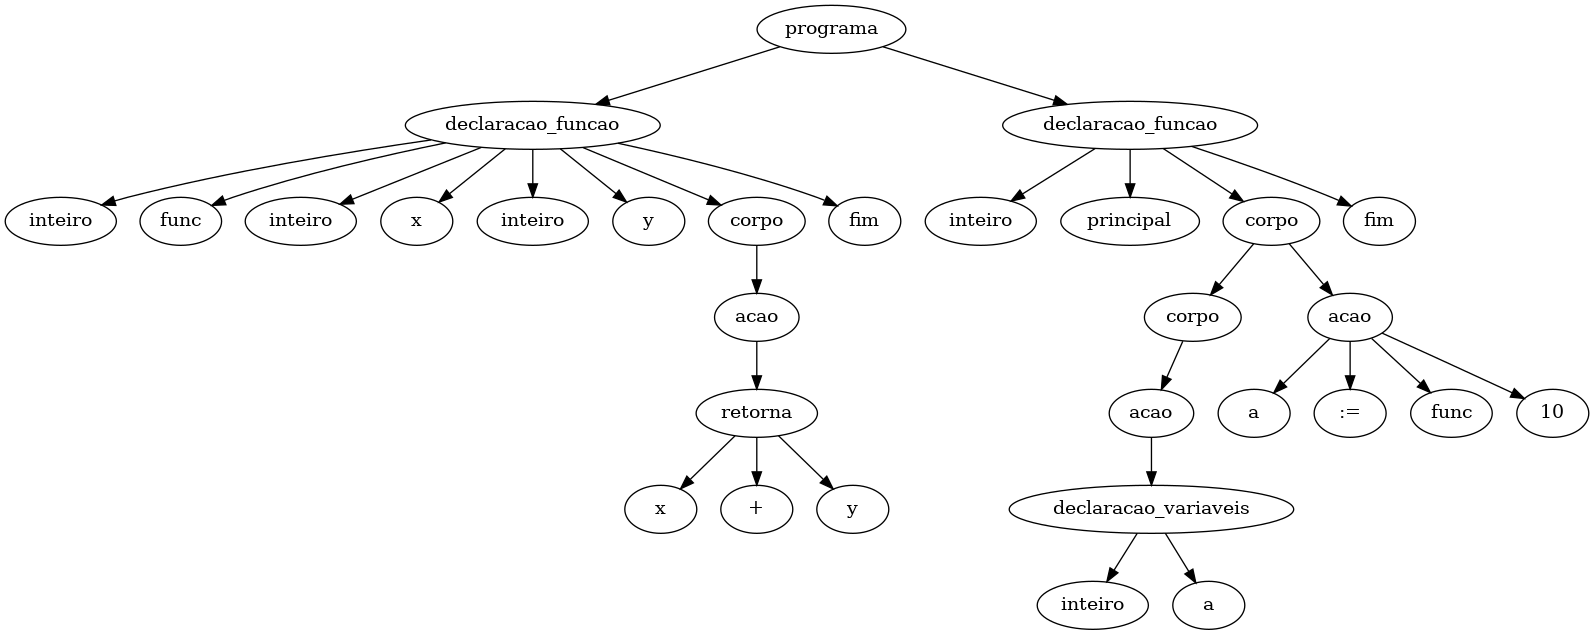 programa
declaracao_funcao declaracao_funcao
inteiro func inteiro x inteiro y corpo fim inteiro principal corpo fim
acao corpo acao
retorna acao a := func 10
x + y declaracao_variaveis
inteiro a